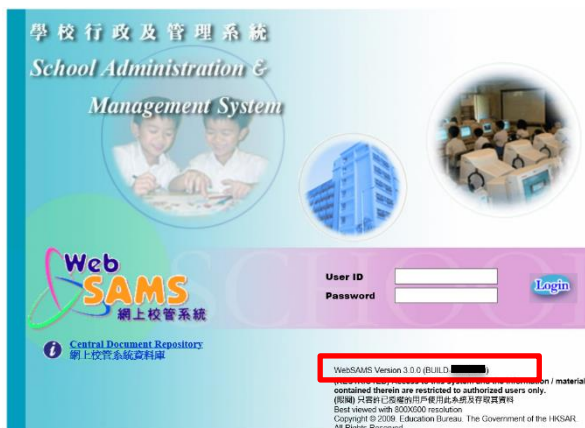 學校行政及管理系統
School Administration &
Management System
Web
SAMS
網上校管系統
User ID
Password
Login
Central Document Repository
網上校管系統資料庫
WebSAMS Version 3.0.0 (BUILD- )
Access to this system and the information / material
contained therein are restricted to authorized users only.
(限閱) 只容許已授權的用戶使用此系統及存取其資料
Best viewed with 800X600 resolution
Copyright © 2009. Education Bureau. The Government of the HKSAR.
All Rights Reserved